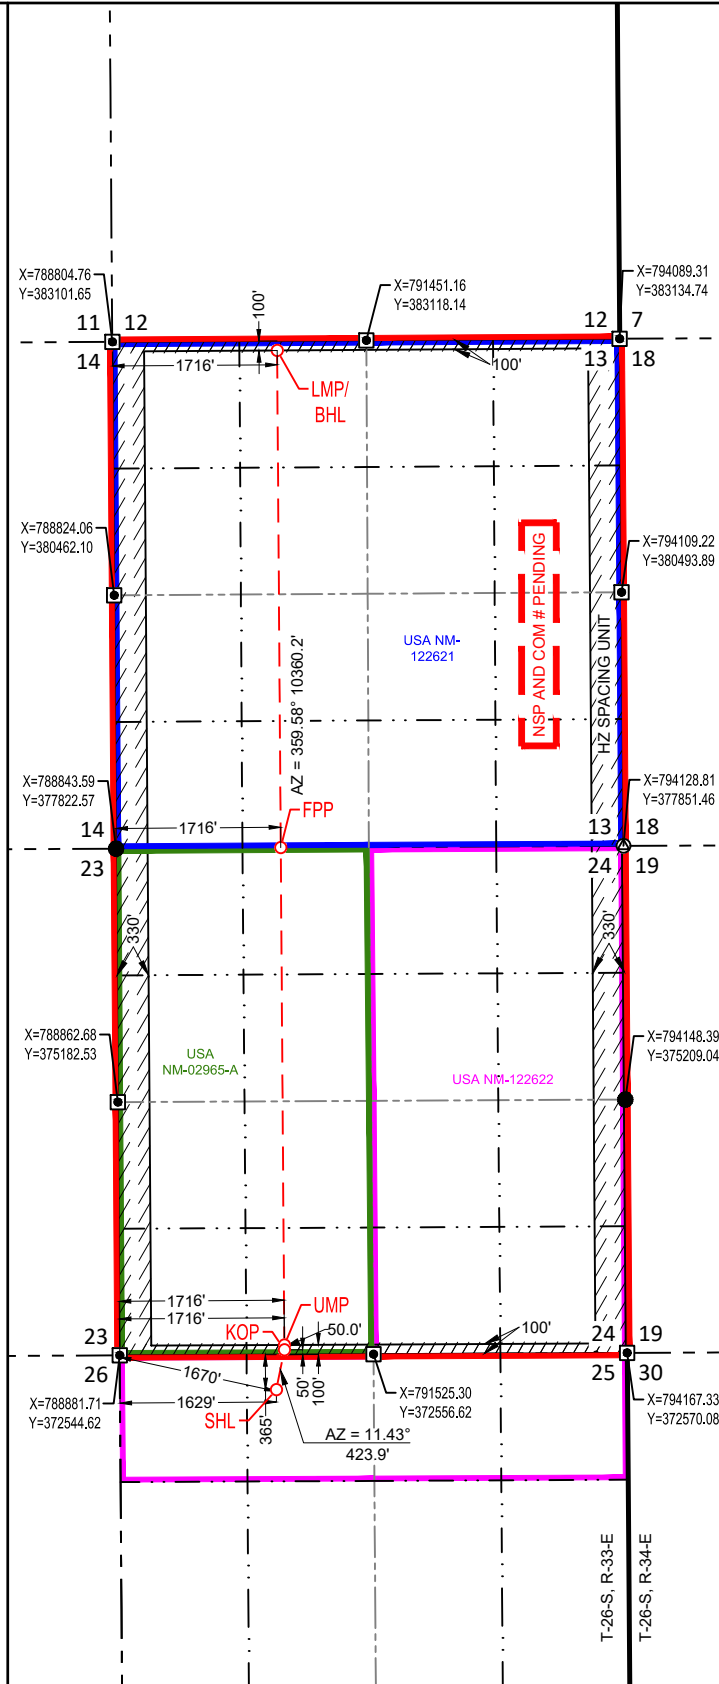 X=788804.76
Y=383101.65
X=791451.16
Y=383118.14
X=794089.31
Y=383134.74
11 12
12 7
14
13 18
100'
1716'
100'
LMP/
BHL
X=788824.06
Y=380462.10
X=794109.22
Y=380493.89
NSP AND COM # PENDING
HZ SPACING UNIT
USA NM-
122621
AZ = 359.58° 10360.2'
X=788843.59
Y=377822.57
X=794128.81
Y=377851.46
FPP
14
1716'
13 18
23
24 19
330'
330'
X=788862.68
Y=375182.53
X=794148.39
Y=375209.04
USA
NM-02965-A
USA NM-122622
1716'
UMP
1716'
KOP
50.0'
100'
23
24 19
26
25 30
1670'
1629'
SHL
365'
50'
100'
AZ = 11.43°
423.9'
X=788881.71
Y=372544.62
X=791525.30
Y=372556.62
X=794167.33
Y=372570.08
T-26-S, R-33-E
T-26-S, R-34-E